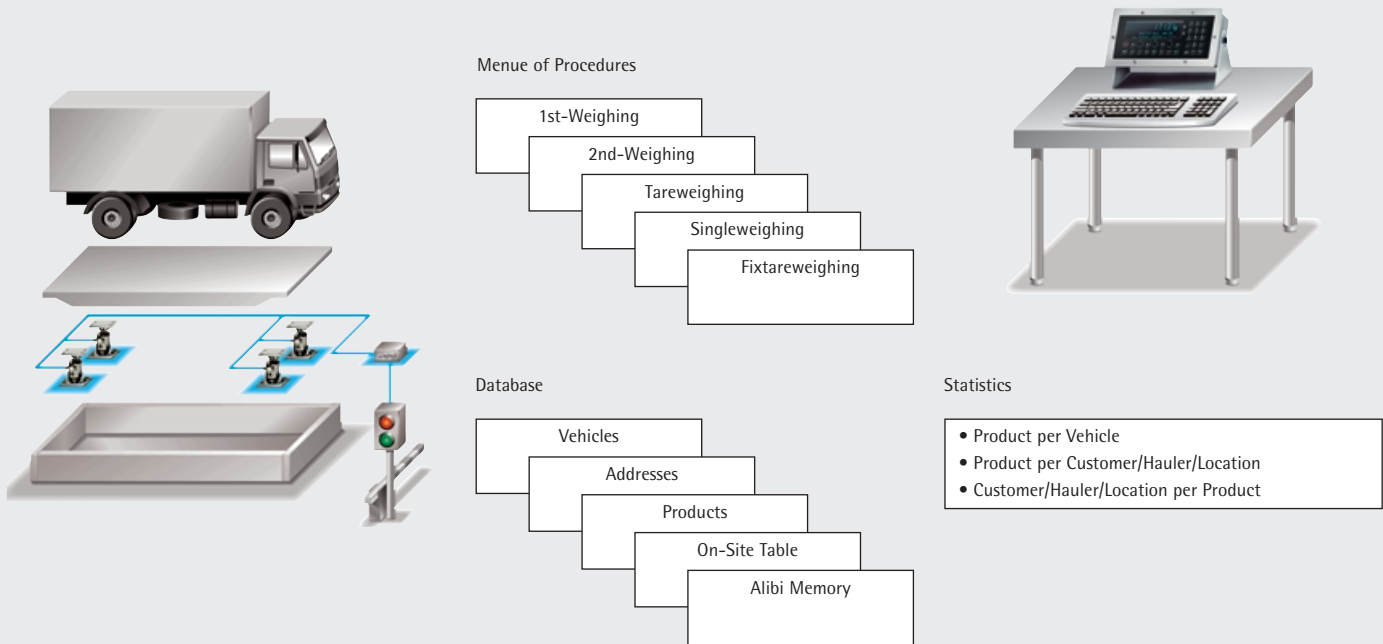 Menue of Procedures
1st-Weighing
2nd-Weighing
Tareweighing
Singleweighing
Fixtareweighing
Database
Vehicles
Addresses
Products
On-Site Table
Alibi Memory
Statistics
• Product per Vehicle
• Product per Customer/Hauler/Location
• Customer/Hauler/Location per Product